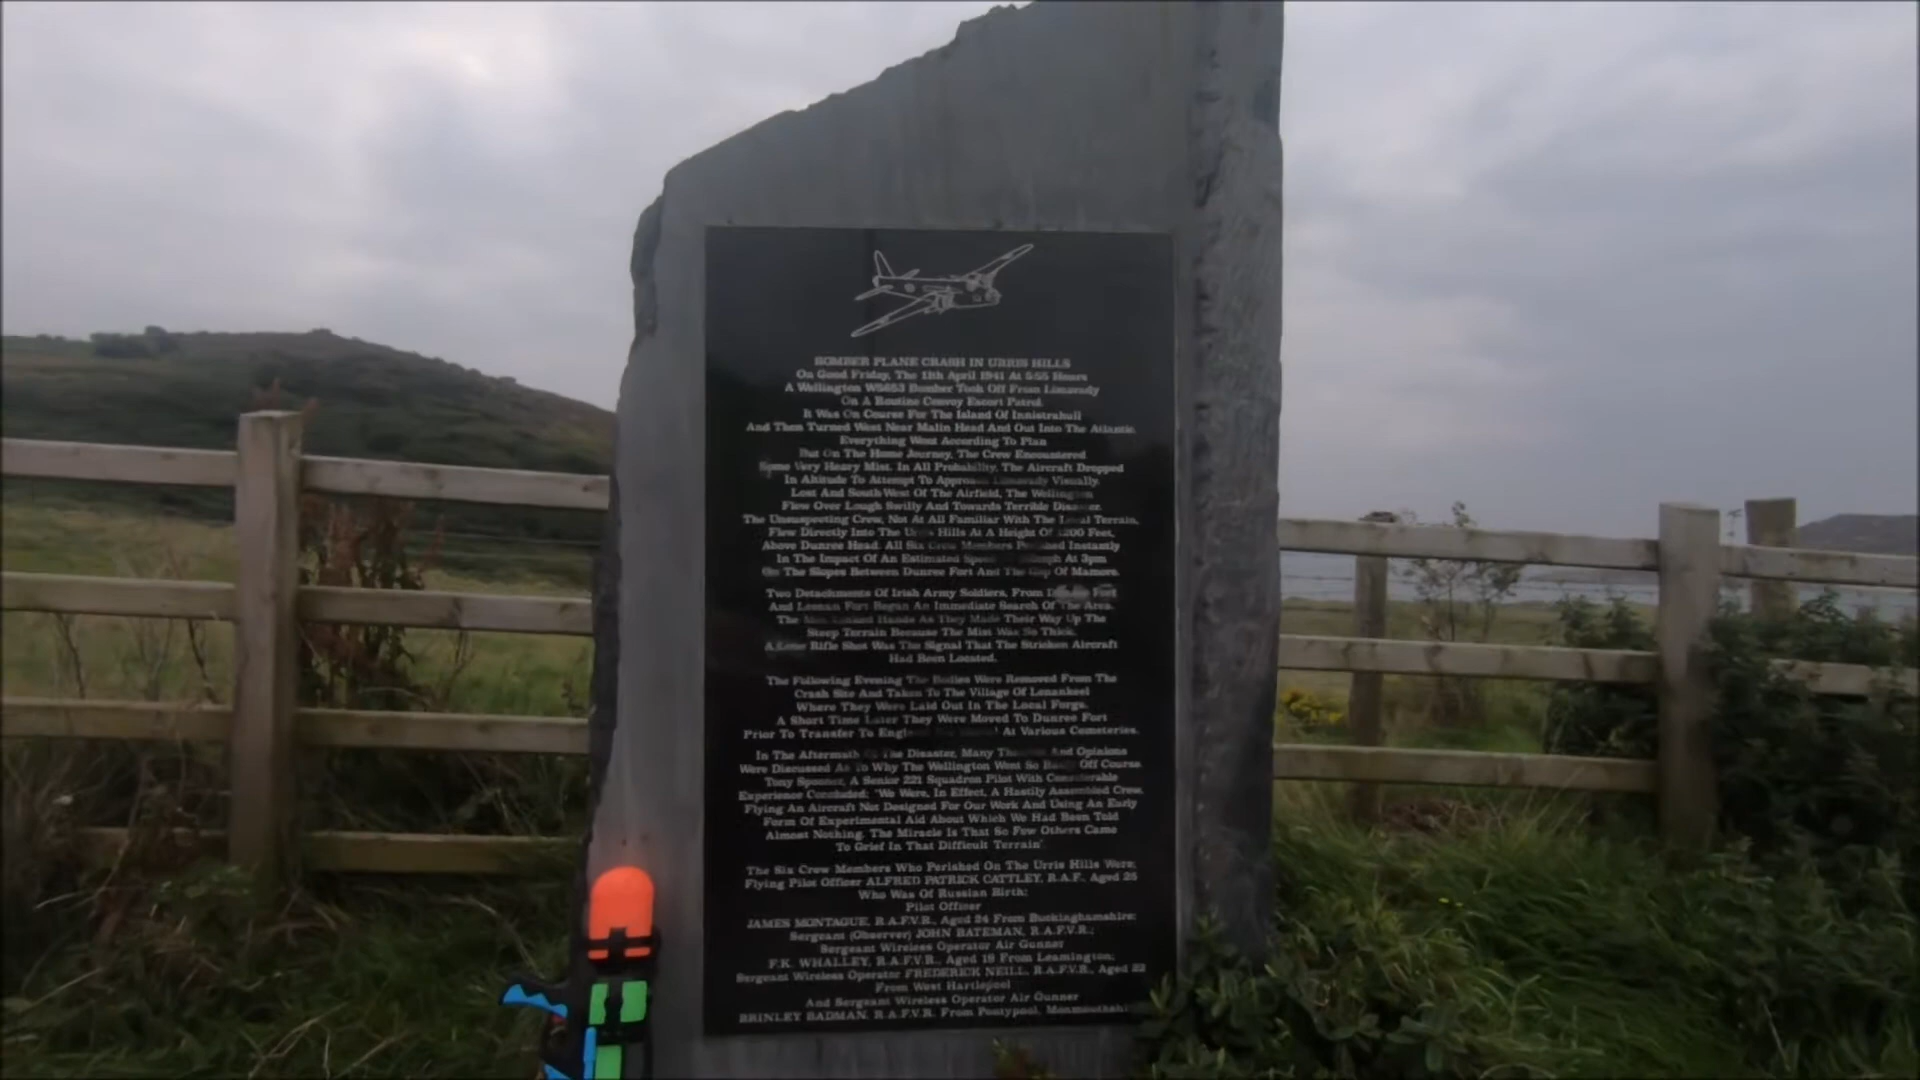 BOMBER PLANE CRASH IN URRIS HILLS
On Good Friday, The 11th April 1941 At 5:55 Hours
A Wellington W5653 Bomber Took Off From Limavady
On A Routine Convoy Escort Patrol.
It Was On Course For The Island Of Innistrahull
And Then Turned West Near Malin Head And Out Into The Atlantic.
Everything Went According To Plan
But On The Home Journey, The Crew Encountered
Some Very Heavy Mist. In All Probability, The Aircraft Dropped
In Altitude To Attempt To Approach Limavady Visually.
Lost And South West Of The Airfield, The Wellington
Flew Over Lough Swilly And Towards Terrible Disaster.
The Unsuspecting Crew, Not At All Familiar With The Local Terrain,
Flew Directly Into The Urris Hills At A Height Of 1200 Feet,
Above Dunree Head. All Six Crew Members Perished Instantly
In The Impact Of An Estimated Speed At 3pm
On The Slopes Between Dunree Fort And The Gap Of Mamore.
Two Detachments Of Irish Army Soldiers, From Dunree Fort
And Lenan Fort Began An Immediate Search Of The Area.
The Men Linked Hands As They Made Their Way Up The
Steep Terrain Because The Mist Was So Thick.
A Lone Rifle Shot Was The Signal That The Stricken Aircraft
Had Been Located.
The Following Evening The Bodies Were Removed From The
Crash Site And Taken To The Village Of Lenankeel
Where They Were Laid Out In The Local Forge.
A Short Time Later They Were Moved To Dunree Fort
Prior To Transfer To England For Burial At Various Cemeteries.
In The Aftermath Of The Disaster, Many Theories And Opinions
Were Discussed As To Why The Wellington Went So Badly Off Course.
Tony Spooner, A Senior 221 Squadron Pilot With Considerable
Experience Concluded: 'We Were, In Effect, A Hastily Assembled Crew,
Flying An Aircraft Not Designed For Our Work And Using An Early
Form Of Experimental Aid About Which We Had Been Told
Almost Nothing. The Miracle Is That So Few Others Came
To Grief In That Difficult Terrain'
The Six Crew Members Who Perished On The Urris Hills Were;
Flying Pilot Officer ALFRED PATRICK CATTLEY, R.A.F., Aged 25
Who Was Of Russian Birth;
Pilot Officer
JAMES MONTAGUE, R.A.F.V.R., Aged 24 From Buckinghamshire;
Sergeant (Observer) JOHN BATEMAN, R.A.F.V.R.;
Sergeant Wireless Operator Air Gunner
F.K. WHALLEY, R.A.F.V.R., Aged 19 From Leamington;
Sergeant Wireless Operator FREDERICK NEILL, R.A.F.V.R., Aged 22
From West Hartlepool
And Sergeant Wireless Operator Air Gunner
BRINLEY BADMAN, R.A.F.V.R. From Pontypool, Monmouthshire